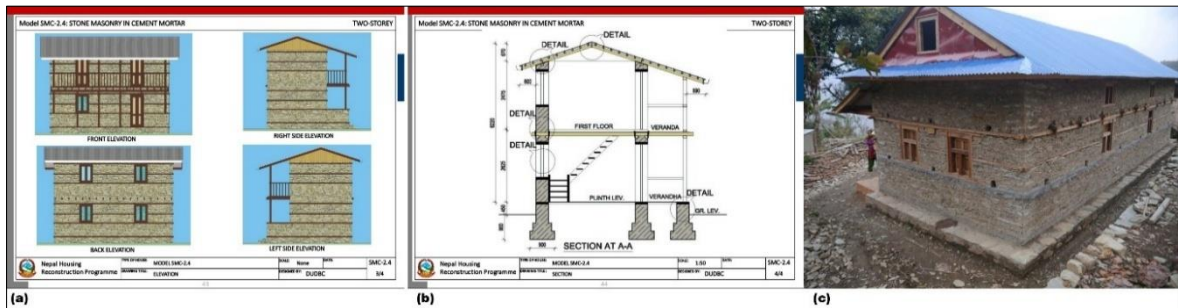 Model SMC-2.4: STONE MASONRY IN CEMENT MORTAR
TWO-STOREY
FRONT ELEVATION
RIGHT SIDE ELEVATION
BACK ELEVATION
LEFT SIDE ELEVATION
Nepal Housing
Reconstruction Programme
MODEL SMC-2.4
None
SMC-2.4
ELEVATION
DUDBC
3/4
43
(a)
Model SMC-2.4: STONE MASONRY IN CEMENT MORTAR
TWO-STOREY
DETAIL
DETAIL
DETAIL
FIRST FLOOR
VERANDA
DETAIL
DETAIL
PLINTH LEV.
VERANDHA
GR. LEV.
SECTION AT A-A
Nepal Housing
Reconstruction Programme
MODEL SMC-2.4
1:50
SMC-2.4
SECTION
DUDBC
4/4
44
(b)
(c)